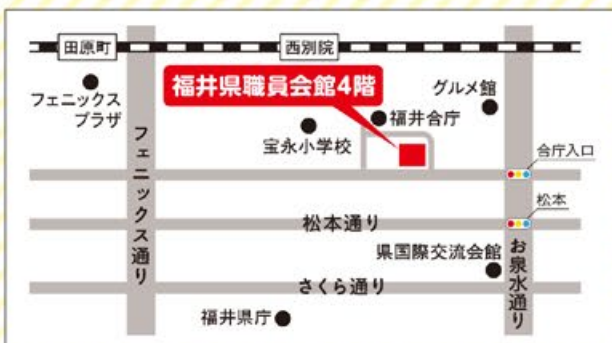 田原町
西別院
福井県職員会館4階
グルメ館
フェニックス
プラザ
福井合庁
宝永小学校
合庁入口
フェニックス通り
松本
松本通り
県国際交流会館
お泉水通り
さくら通り
福井県庁